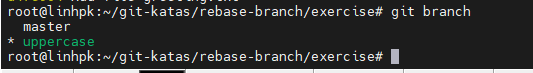 root@linhpk:~/git-katas/rebase-branch/exercise# git branch
master
* uppercase
root@linhpk:~/git-katas/rebase-branch/exercise#